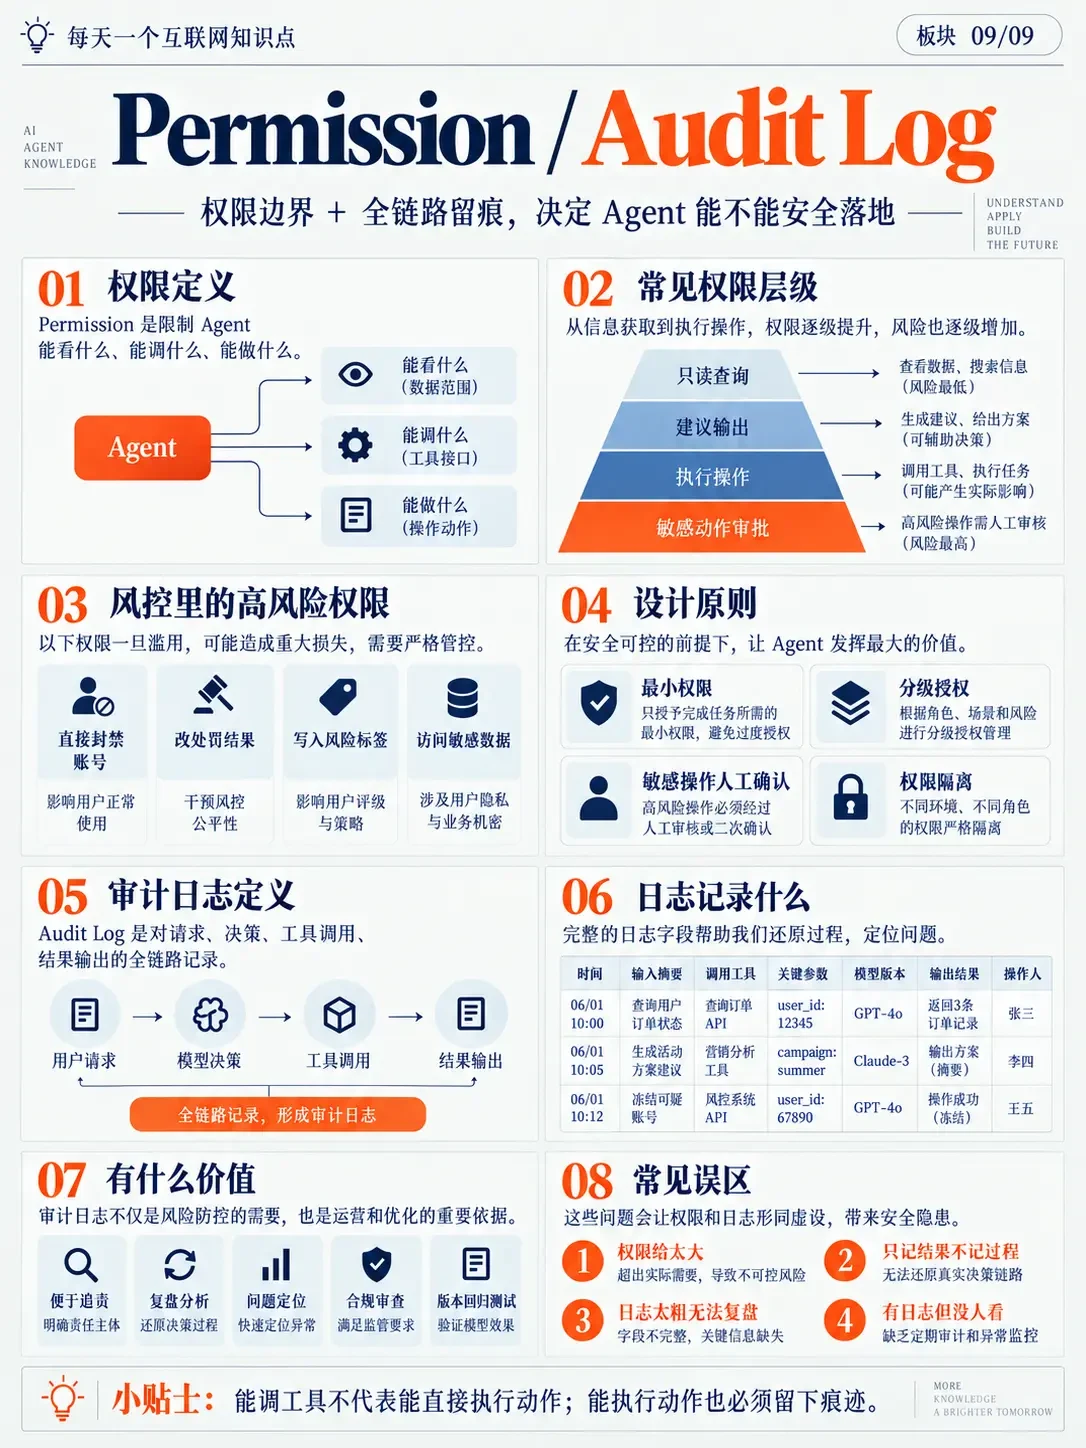 每天一个互联网知识点
板块 09/09
AI
AGENT
KNOWLEDGE
Permission / Audit Log
权限边界 + 全链路留痕，决定 Agent 能不能安全落地
UNDERSTAND
APPLY
BUILD
THE FUTURE
01 权限定义
Permission 是限制 Agent
能看什么、能调什么、能做什么。
Agent
能看什么
（数据范围）
能调什么
（工具接口）
能做什么
（操作动作）
02 常见权限层级
从信息获取到执行操作，权限逐级提升，风险也逐级增加。
只读查询
查看数据、搜索信息
（风险最低）
建议输出
生成建议、给出方案
（可辅助决策）
执行操作
调用工具、执行任务
（可能产生实际影响）
敏感动作审批
高风险操作需人工审核
（风险最高）
03 风控里的高风险权限
以下权限一旦滥用，可能造成重大损失，需要严格管控。
直接封禁
账号
影响用户正常
使用
改处罚结果
干预风控
公平性
写入风险标签
影响用户评级
与策略
访问敏感数据
涉及用户隐私
与业务机密
04 设计原则
在安全可控的前提下，让 Agent 发挥最大的价值。
最小权限
只授予完成任务所需的
最小权限，避免过度授权
分级授权
根据角色、场景和风险
进行分级授权管理
敏感操作人工确认
高风险操作必须经过
人工审核或二次确认
权限隔离
不同环境、不同角色
的权限严格隔离
05 审计日志定义
Audit Log 是对请求、决策、工具调用、
结果输出的全链路记录。
用户请求
模型决策
工具调用
结果输出
全链路记录，形成审计日志
06 日志记录什么
完整的日志字段帮助我们还原过程，定位问题。
时间 输入摘要 调用工具 关键参数 模型版本 输出结果 操作人
06/01 10:00 查询用户订单状态 查询订单API user_id: 12345 GPT-4o 返回3条订单记录 张三
06/01 10:05 生成活动方案建议 营销分析工具 campaign: summer Claude-3 输出方案（摘要） 李四
06/01 10:12 冻结可疑账号 风控系统API user_id: 67890 GPT-4o 操作成功（冻结） 王五
07 有什么价值
审计日志不仅是风险防控的需要，也是运营和优化的重要依据。
便于追责
明确责任主体
复盘分析
还原决策过程
问题定位
快速定位异常
合规审查
满足监管要求
版本回归测试
验证模型效果
08 常见误区
这些问题会让权限和日志形同虚设，带来安全隐患。
1 权限给太大
超出实际需要，导致不可控风险
2 只记结果不记过程
无法还原真实决策链路
3 日志太粗无法复盘
字段不完整，关键信息缺失
4 有日志但没人看
缺乏定期审计和异常监控
小贴士：能调工具不代表能直接执行动作；能执行动作也必须留下痕迹。
MORE
KNOWLEDGE
A BRIGHTER TOMORROW